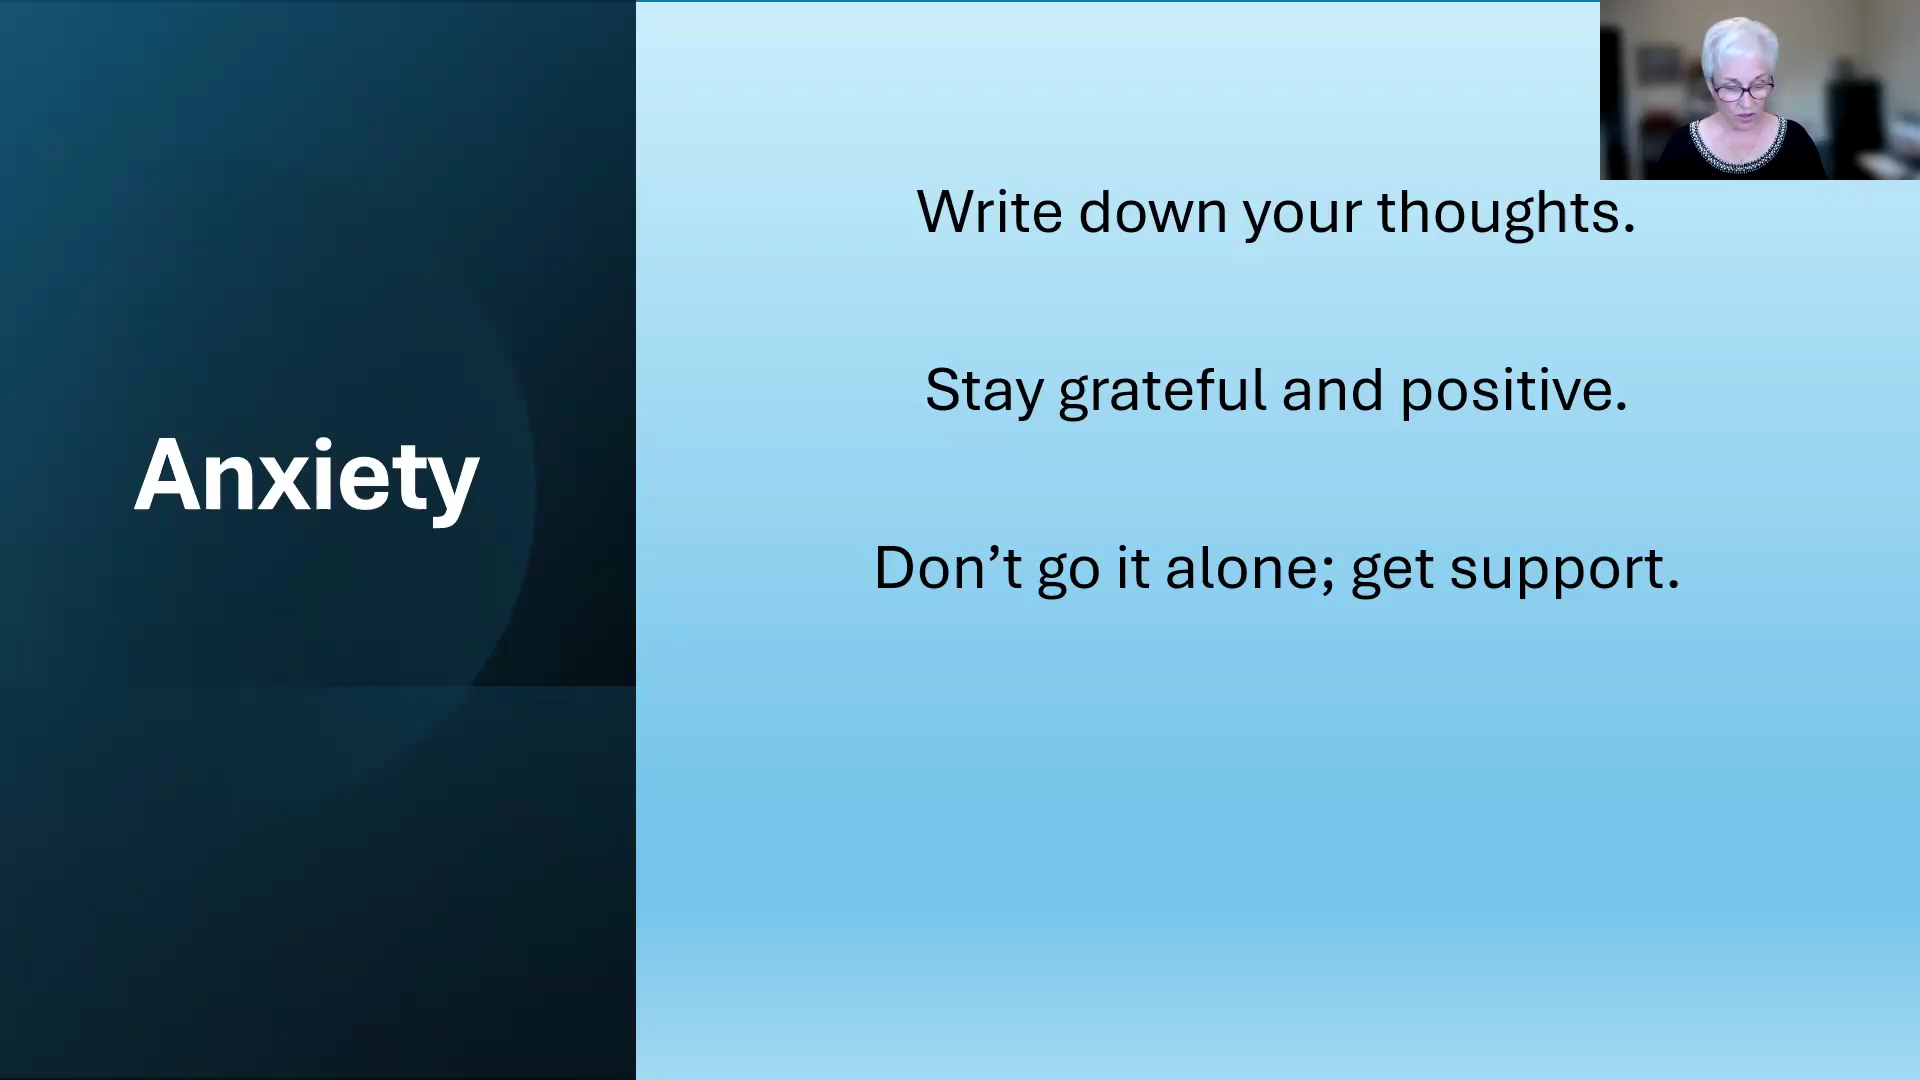 Anxiety
Write down your thoughts.
Stay grateful and positive.
Don’t go it alone; get support.